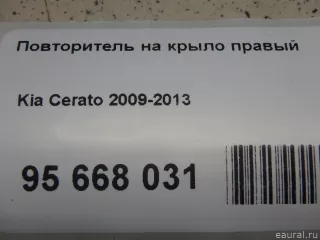 Повторитель на крыло правый
Kia Cerato 2009-2013
95 668 031
eaural.ru